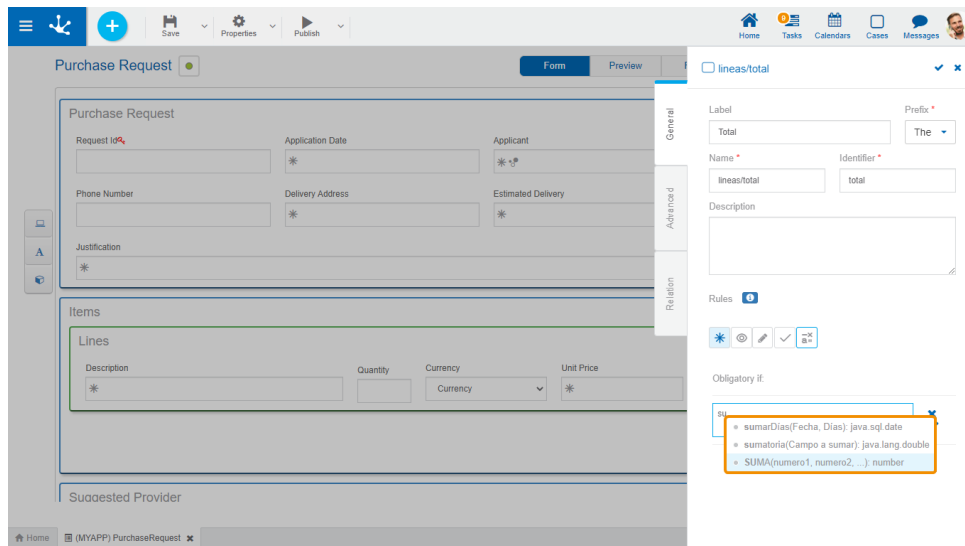 Save
Properties
Publish
Home
9
Tasks
Calendars
Cases
Messages
Purchase Request
Form
Preview
lineas/total
Purchase Request
Request Id
Application Date
Applicant
Phone Number
Delivery Address
Estimated Delivery
Justification
A
Items
Lines
Description
Quantity
Currency
Currency
Unit Price
Suggested Provider
General
Advanced
Relation
Label
Prefix *
Total
The
Name *
Identifier *
lineas/total
total
Description
Rules
Obligatory if:
su
sumarDías(Fecha, Días): java.sql.date
sumatoria(Campo a sumar): java.lang.double
SUMA(numero1, numero2, ...): number
Home
(MYAPP) PurchaseRequest